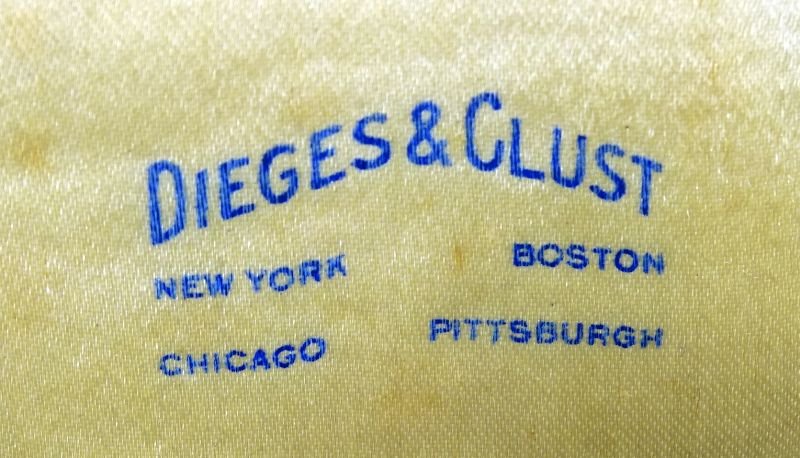 DIEGES & CLUST
NEW YORK
BOSTON
CHICAGO
PITTSBURGH